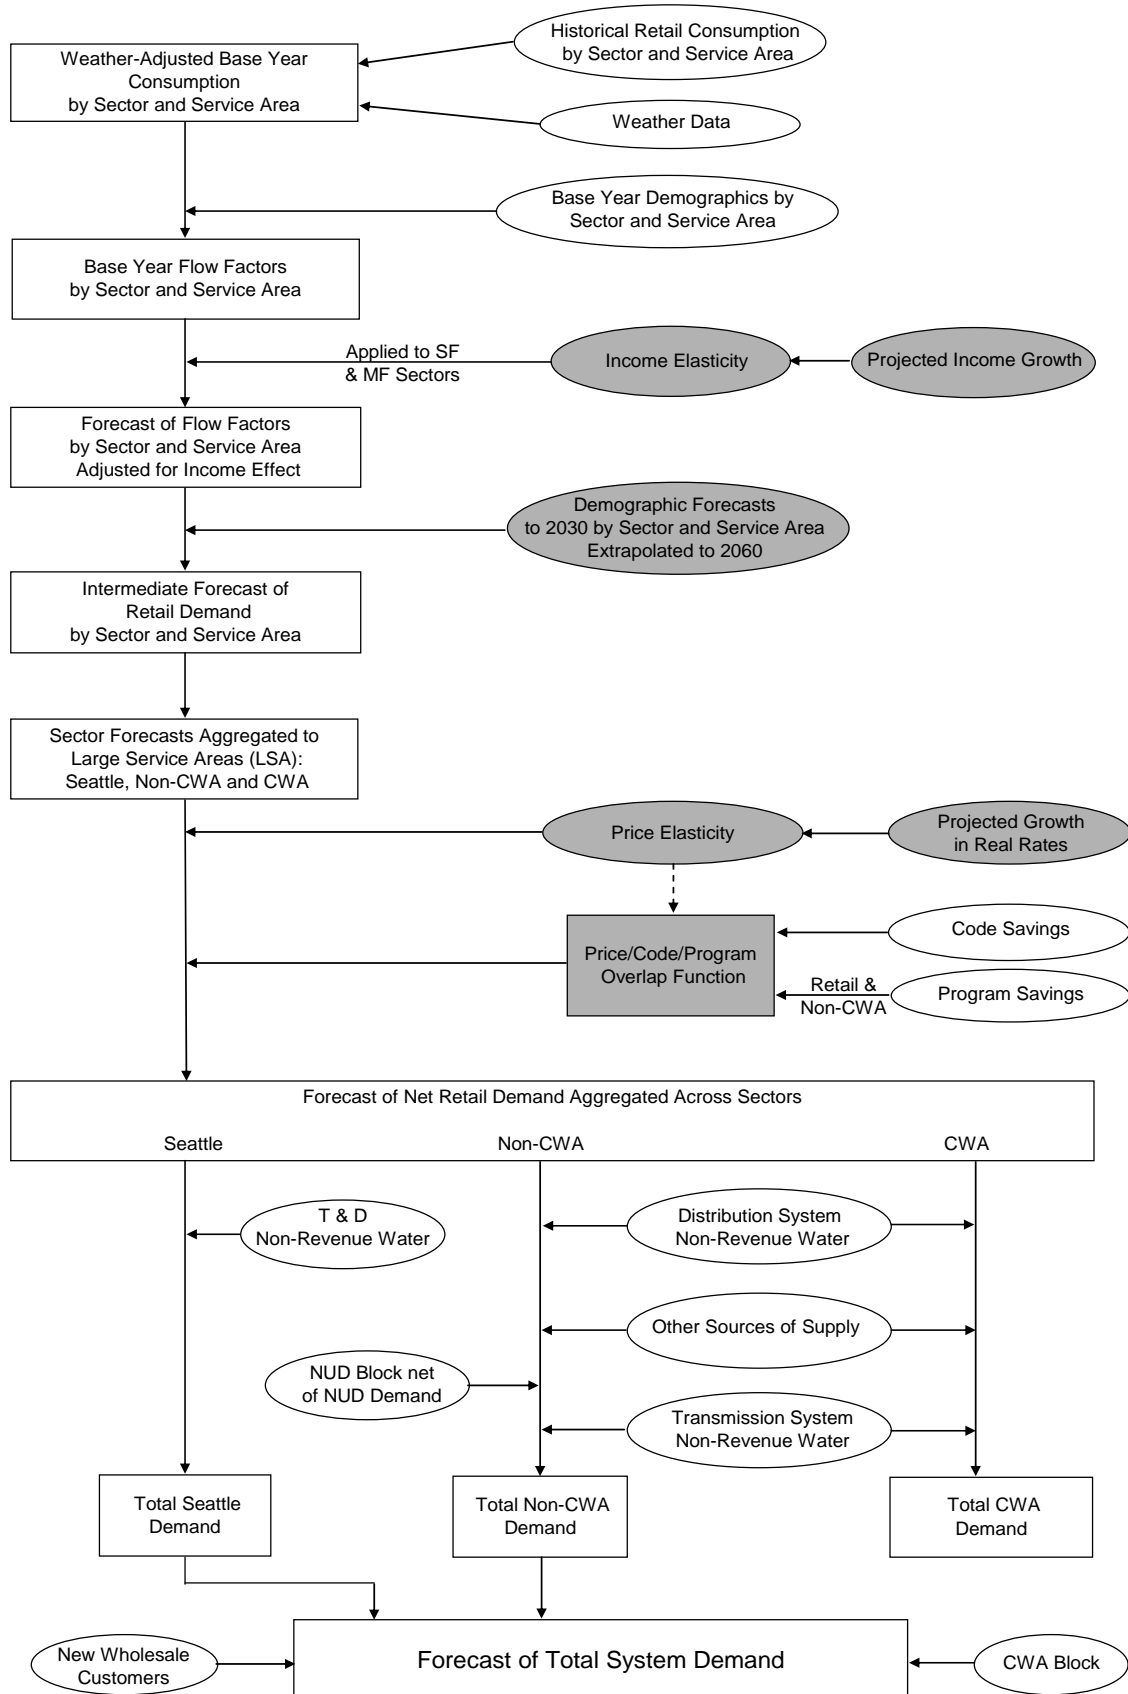 Historical Retail Consumption
by Sector and Service Area
Weather-Adjusted Base Year
Consumption
by Sector and Service Area
Weather Data
Base Year Demographics by
Sector and Service Area
Base Year Flow Factors
by Sector and Service Area
Applied to SF
& MF Sectors
Income Elasticity
Projected Income Growth
Forecast of Flow Factors
by Sector and Service Area
Adjusted for Income Effect
Demographic Forecasts
to 2030 by Sector and Service Area
Extrapolated to 2060
Intermediate Forecast of
Retail Demand
by Sector and Service Area
Sector Forecasts Aggregated to
Large Service Areas (LSA):
Seattle, Non-CWA and CWA
Price Elasticity
Projected Growth
in Real Rates
Price/Code/Program
Overlap Function
Code Savings
Retail &
Non-CWA
Program Savings
Forecast of Net Retail Demand Aggregated Across Sectors
Seattle
Non-CWA
CWA
T & D
Non-Revenue Water
Distribution System
Non-Revenue Water
Other Sources of Supply
NUD Block net
of NUD Demand
Transmission System
Non-Revenue Water
Total Seattle
Demand
Total Non-CWA
Demand
Total CWA
Demand
New Wholesale
Customers
Forecast of Total System Demand
CWA Block